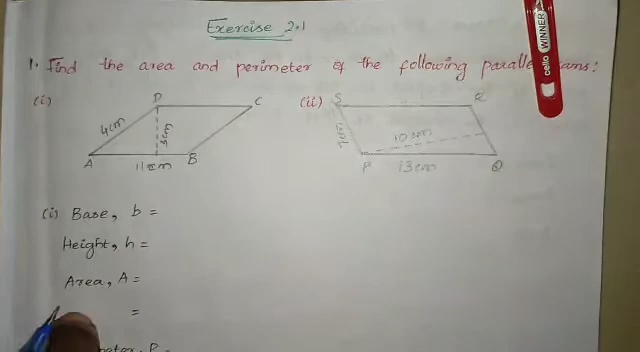 Exercise 2.1
1. Find the area and perimeter of the following
(i)
D
C
4cm
3cm
A
B
11cm
(ii)
S
R
7cm
10cm
P
Q
13cm
(i) Base, b =
Height, h =
Area, A =
=
P =
cello WINNER